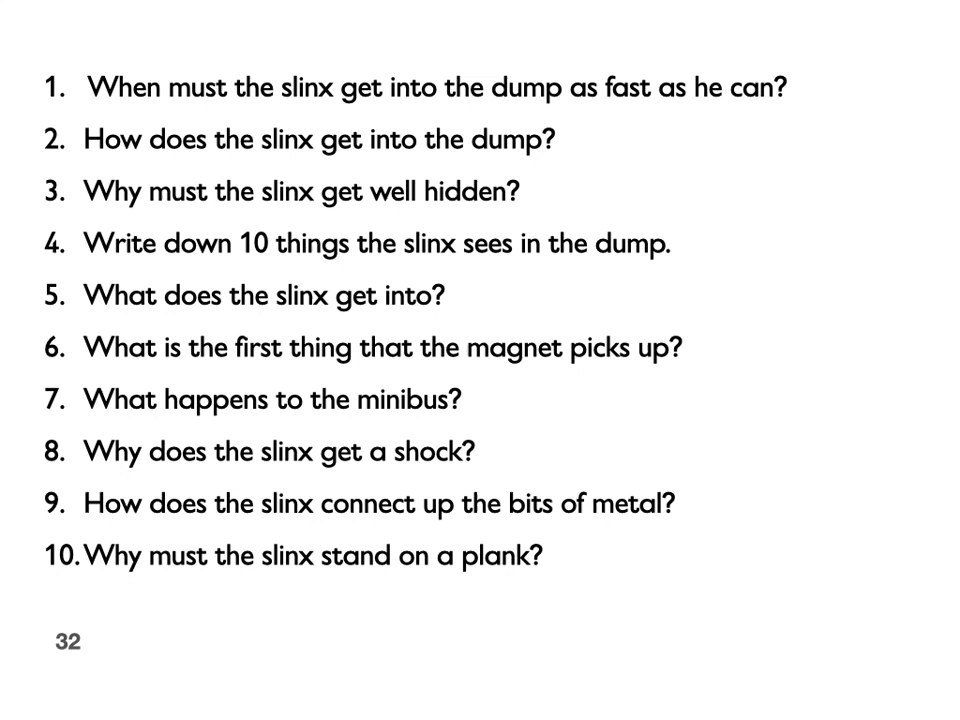 1. When must the slinx get into the dump as fast as he can?
2. How does the slinx get into the dump?
3. Why must the slinx get well hidden?
4. Write down 10 things the slinx sees in the dump.
5. What does the slinx get into?
6. What is the first thing that the magnet picks up?
7. What happens to the minibus?
8. Why does the slinx get a shock?
9. How does the slinx connect up the bits of metal?
10. Why must the slinx stand on a plank?
32